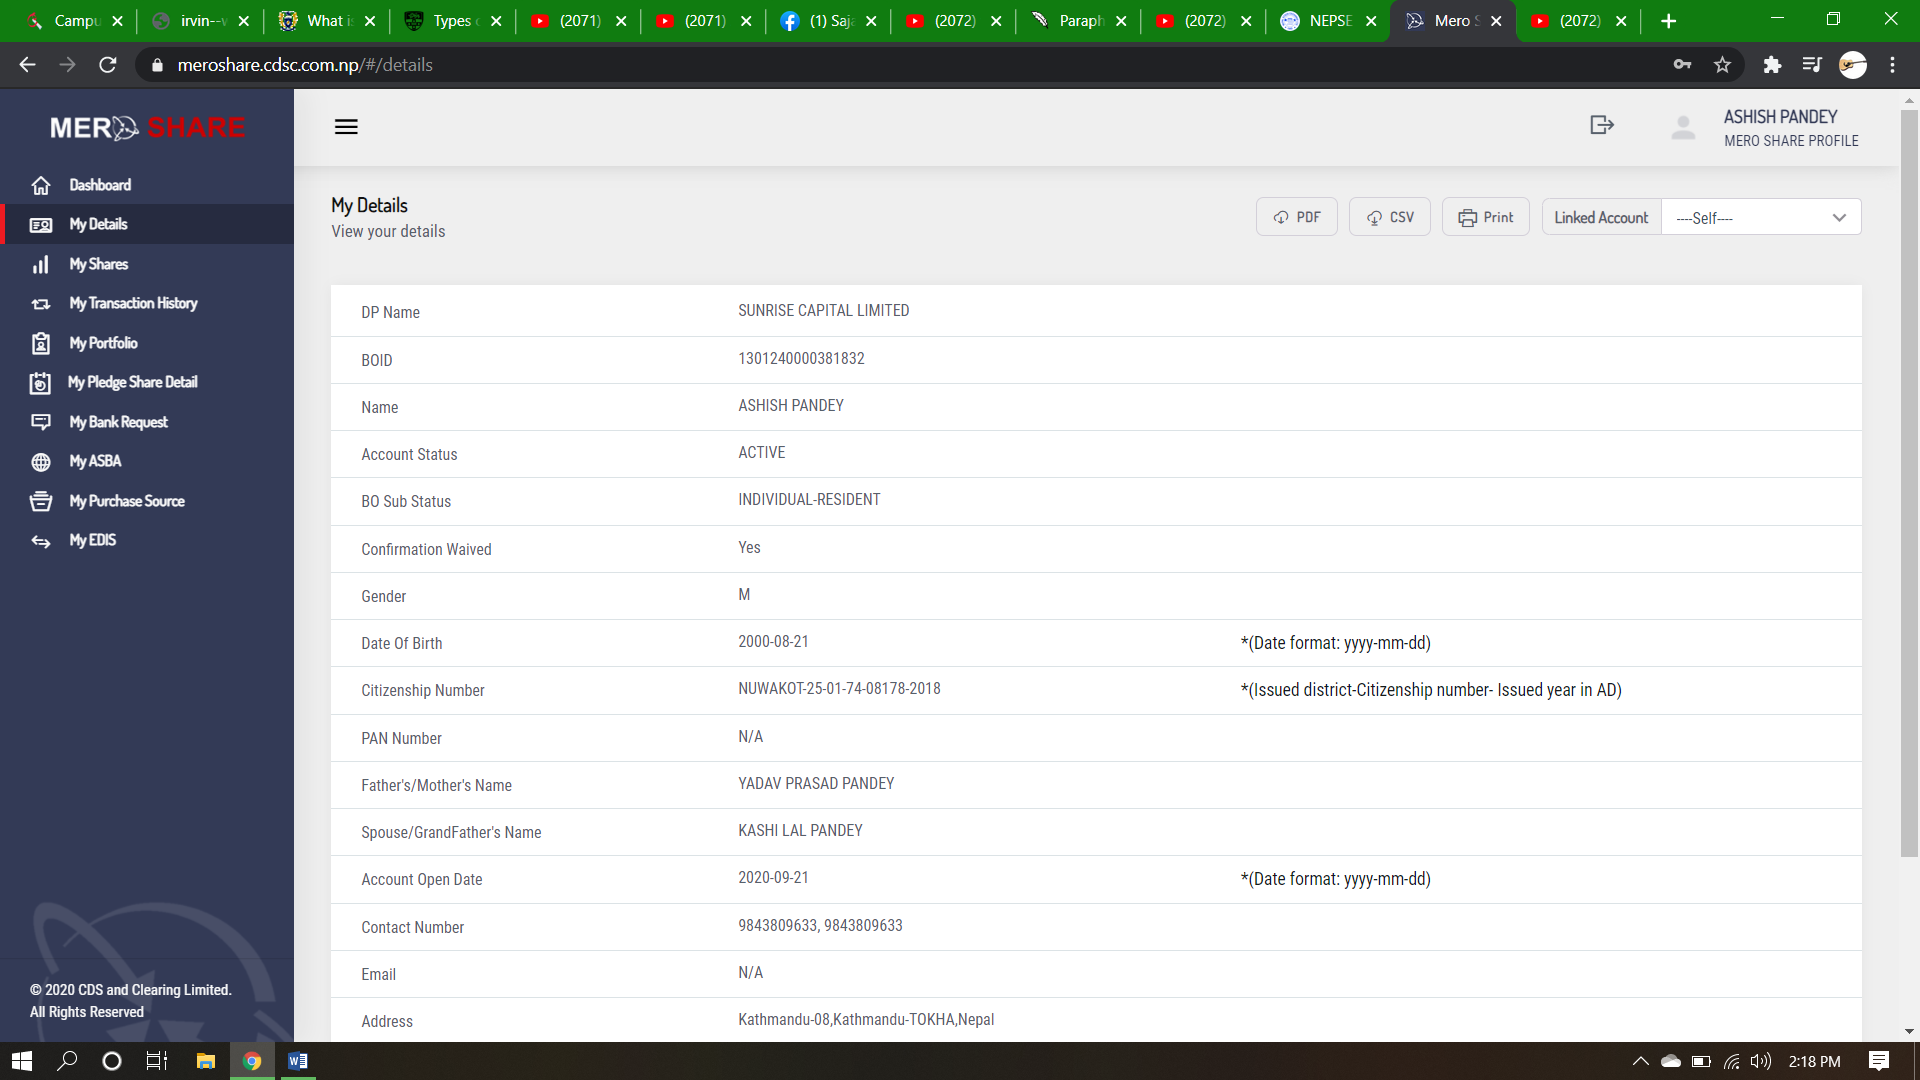 Campu
irvin--v
What is
Types o
(2071)
(2071)
(1) Saja
(2072)
Paraph
(2072)
NEPSE
Mero S
(2072)
meroshare.cdsc.com.np/#/details
MERO SHARE
ASHISH PANDEY
MERO SHARE PROFILE
Dashboard
My Details
My Shares
My Transaction History
My Portfolio
My Pledge Share Detail
My Bank Request
My ASBA
My Purchase Source
My EDIS
© 2020 CDS and Clearing Limited.
All Rights Reserved
My Details
View your details
PDF
CSV
Print
Linked Account
----Self----
DP Name SUNRISE CAPITAL LIMITED
BOID 1301240000381832
Name ASHISH PANDEY
Account Status ACTIVE
BO Sub Status INDIVIDUAL-RESIDENT
Confirmation Waived Yes
Gender M
Date Of Birth 2000-08-21 *(Date format: yyyy-mm-dd)
Citizenship Number NUWAKOT-25-01-74-08178-2018 *(Issued district-Citizenship number- Issued year in AD)
PAN Number N/A
Father's/Mother's Name YADAV PRASAD PANDEY
Spouse/GrandFather's Name KASHI LAL PANDEY
Account Open Date 2020-09-21 *(Date format: yyyy-mm-dd)
Contact Number 9843809633, 9843809633
Email N/A
Address Kathmandu-08,Kathmandu-TOKHA,Nepal
2:18 PM